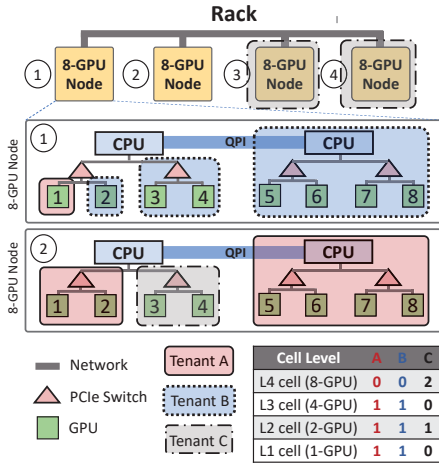 Rack
1 8-GPU Node 2 8-GPU Node 3 8-GPU Node 4 8-GPU Node
8-GPU Node
1 CPU QPI CPU
1 2 3 4 5 6 7 8
8-GPU Node
2 CPU QPI CPU
1 2 3 4 5 6 7 8
Network
PCIe Switch
GPU
Tenant A
Tenant B
Tenant C
Cell Level A B C
L4 cell (8-GPU) 0 0 2
L3 cell (4-GPU) 1 1 0
L2 cell (2-GPU) 1 1 1
L1 cell (1-GPU) 1 1 0